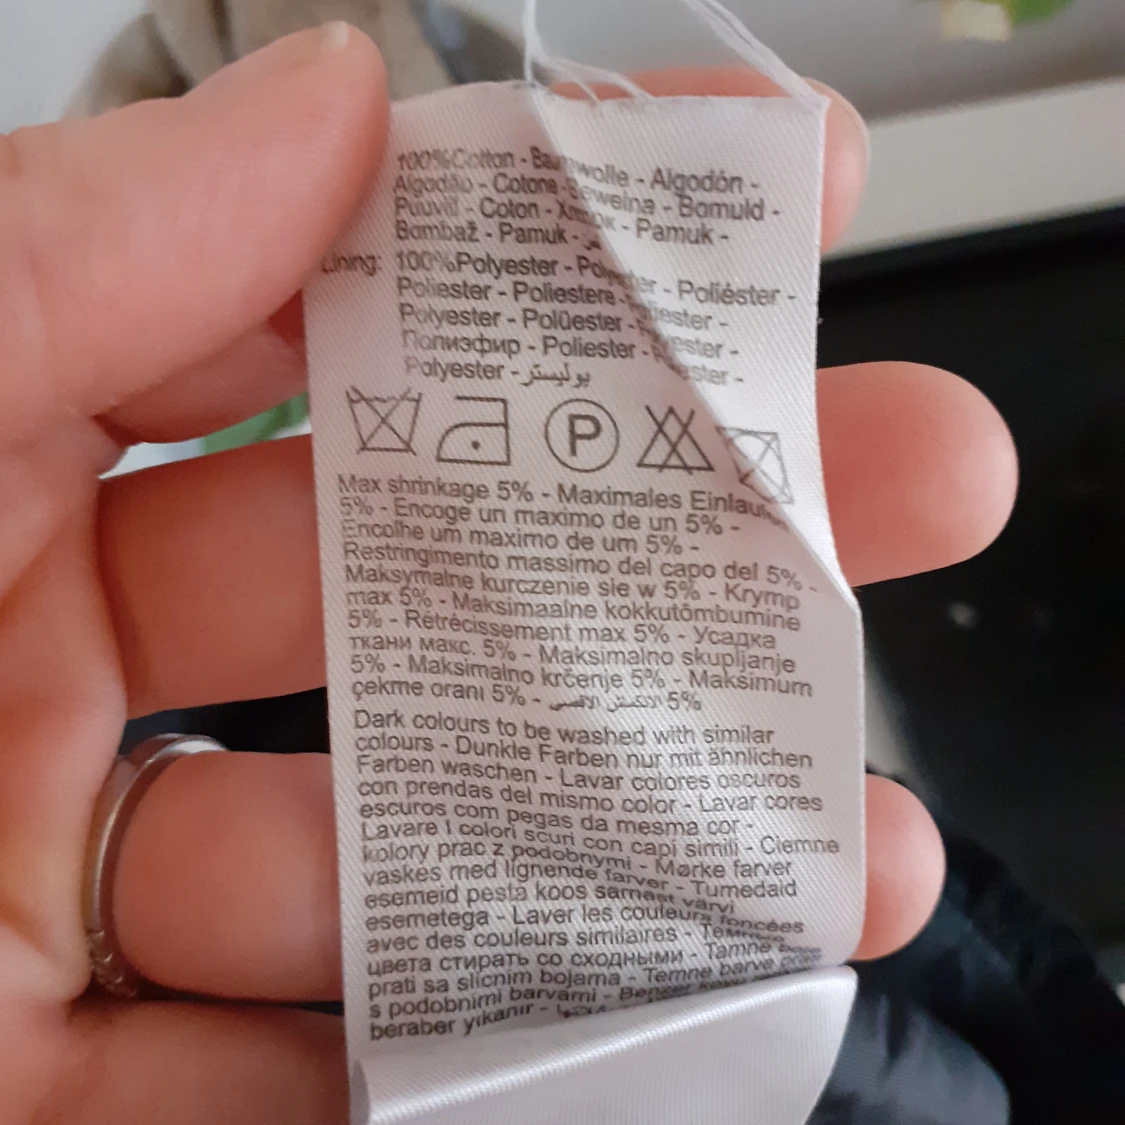 100%Cotton - Baumwolle - Algodón -
Algodão - Cotone - Bawełna - Bomuld -
Puuvill - Coton - Хлопок - Pamuk -
Bombaž - Pamuk -
Lining: 100%Polyester - Polyester - Poliéster -
Poliester - Poliestere - Poliester -
Polyester - Polüester - Polyester -
Полиэфир - Poliester -
Polyester - بوليستر
P
Max shrinkage 5% - Maximales Einlaufen
5% - Encoge un maximo de un 5% -
Encolhe um maximo de um 5% -
Restringimento massimo del capo del 5% -
Maksymalne kurczenie sie w 5% - Krymp
max 5% - Maksimaalne kokkutõmbumine
5% - Rétrécissement max 5% - Усадка
ткани макс. 5% - Maksimalno skupljanje
5% - Maksimalno krčenje 5% - Maksimum
çekme oranı 5% - 5%
Dark colours to be washed with similar
colours - Dunkle Farben nur mit ähnlichen
Farben waschen - Lavar colores oscuros
con prendas del mismo color - Lavar cores
escuros com peças da mesma cor -
Lavare I colori scuri con capi simili - Ciemne
kolory prac z podobnymi - Mørke farver
vaskes med lignende farver - Tumedaid
esemeid pesta koos samast värvi
esemetega - Laver les couleurs foncées
avec des couleurs similaires - Темные
цвета стирать со сходными - Tamne boje
prati sa slicnim bojama - Temne barve prati
s podobnimi barvami - Benzer
beraber yıkanır -